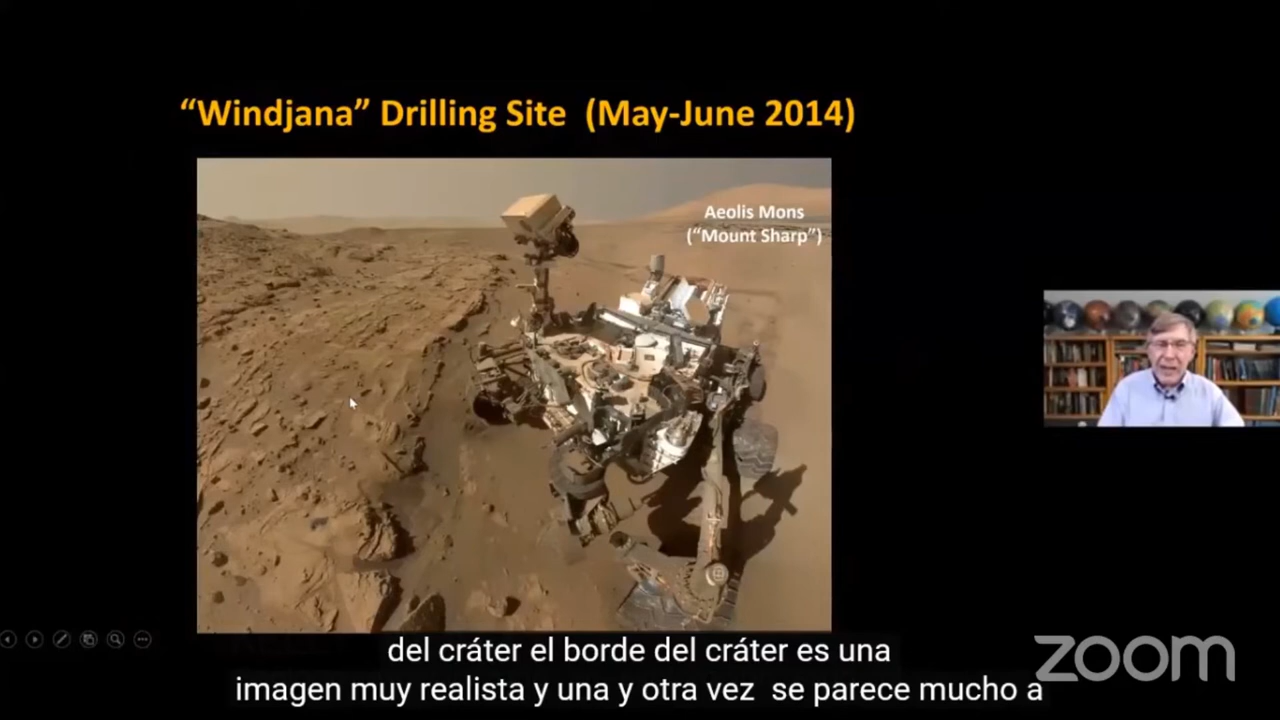 “Windjana” Drilling Site (May-June 2014)
Aeolis Mons
(“Mount Sharp”)
del cráter el borde del cráter es una
imagen muy realista y una y otra vez se parece mucho a
zoom